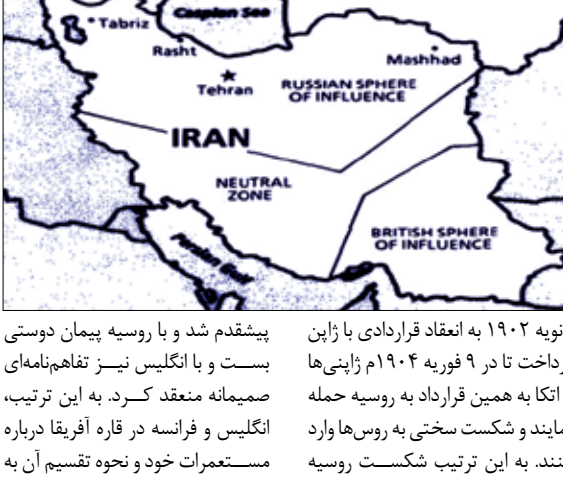 Caspian Sea
Tabriz
Rasht
Mashhad
Tehran
RUSSIAN SPHERE
OF INFLUENCE
IRAN
NEUTRAL
ZONE
BRITISH SPHERE
OF INFLUENCE
Persian Gulf
نویه ۱۹۰۲ به انعقاد قراردادی با ژاپن
رداخت تا در ۹ فوریه ۱۹۰۴م ژاپنی‌ها
اتکا به همین قرارداد به روسیه حمله
مایند و شکست سختی به روس‌ها وارد
نند. به این ترتیب شکست روسیه
پیشقدم شد و با روسیه پیمان دوستی
بست و با انگلیس نیز تفاهم‌نامه‌ای
صمیمانه منعقد کرد. به این ترتیب،
انگلیس و فرانسه در قاره آفریقا درباره
مستعمرات خود و نحوه تقسیم آن به